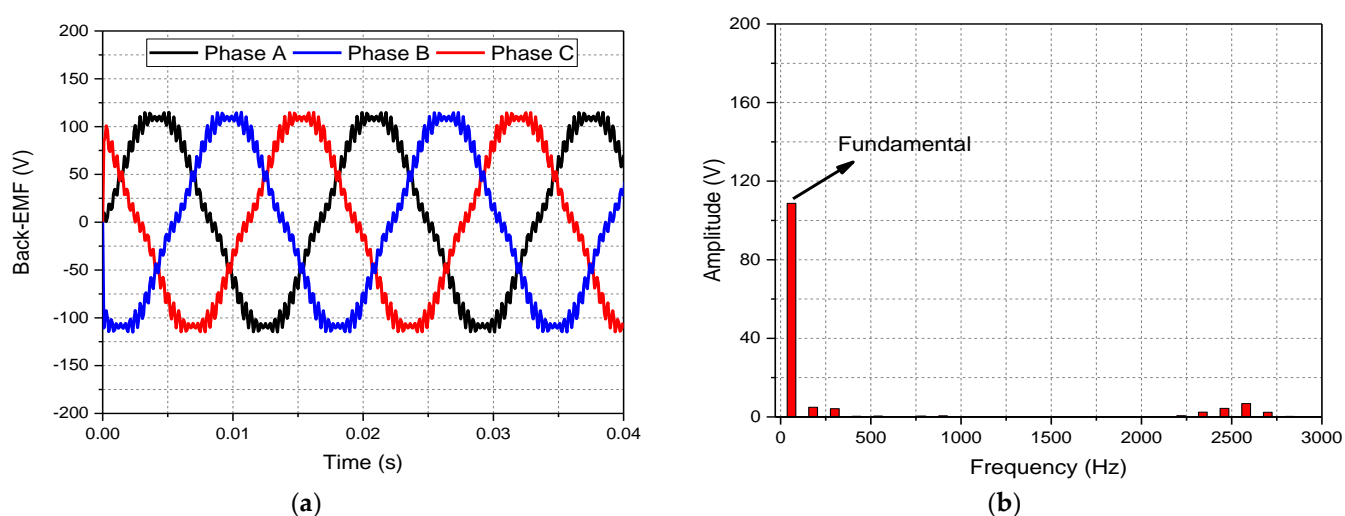 200
150
100
50
0
-50
-100
-150
-200
Back-EMF (V)
Phase A Phase B Phase C
0.00 0.01 0.02 0.03 0.04
Time (s)
(a)
200
160
120
80
40
0
Amplitude (V)
Fundamental
0 500 1000 1500 2000 2500 3000
Frequency (Hz)
(b)